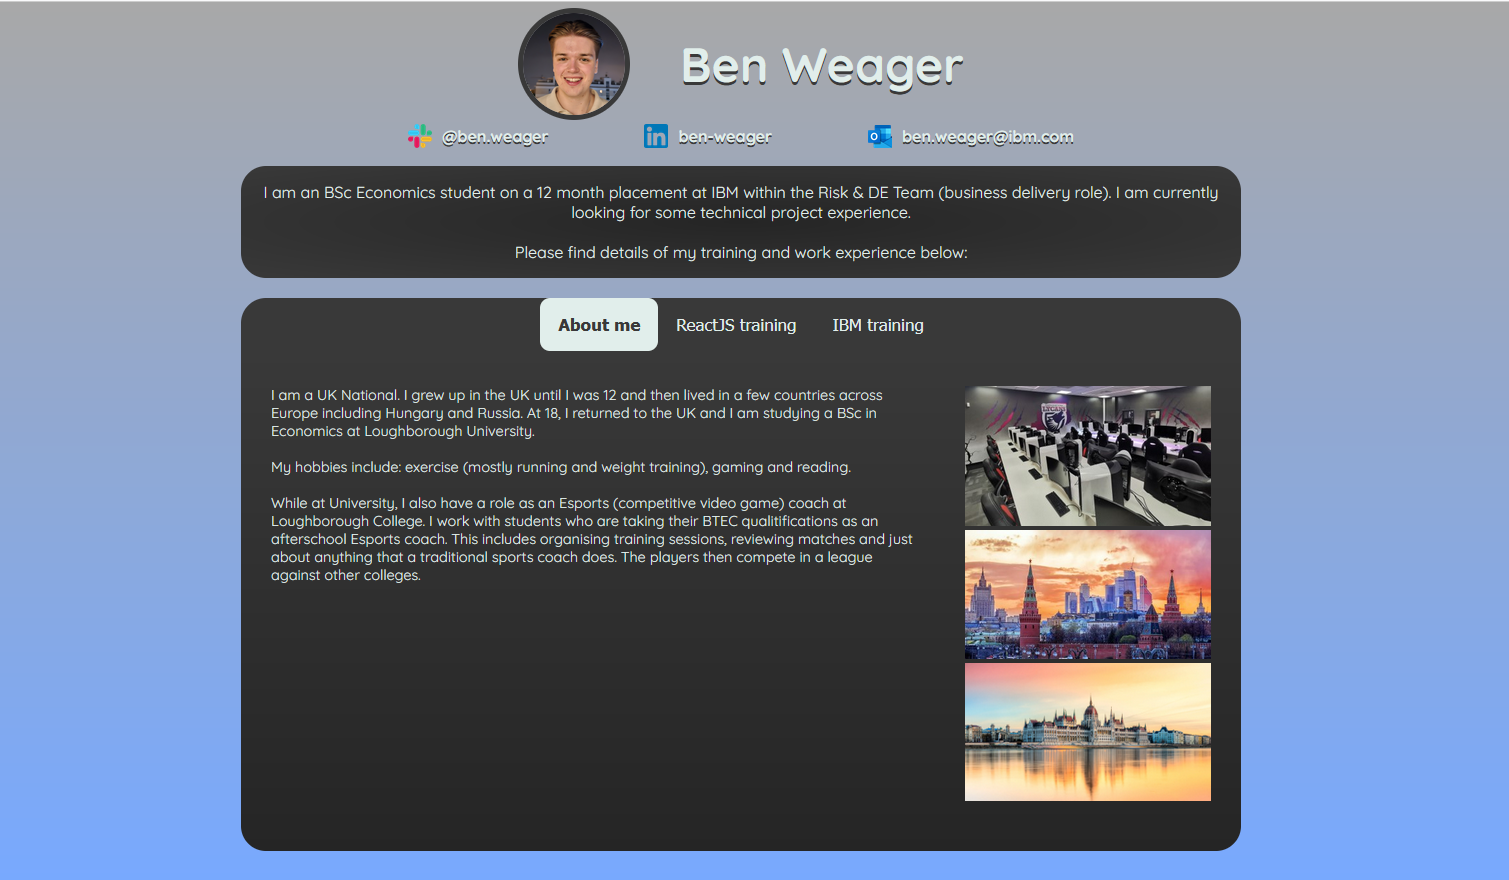 Ben Weager
@ben.weager
ben-weager
ben.weager@ibm.com
I am an BSc Economics student on a 12 month placement at IBM within the Risk & DE Team (business delivery role). I am currently
looking for some technical project experience.
Please find details of my training and work experience below:
About me
ReactJS training
IBM training
I am a UK National. I grew up in the UK until I was 12 and then lived in a few countries across
Europe including Hungary and Russia. At 18, I returned to the UK and I am studying a BSc in
Economics at Loughborough University.
My hobbies include: exercise (mostly running and weight training), gaming and reading.
While at University, I also have a role as an Esports (competitive video game) coach at
Loughborough College. I work with students who are taking their BTEC qualitifications as an
afterschool Esports coach. This includes organising training sessions, reviewing matches and just
about anything that a traditional sports coach does. The players then compete in a league
against other colleges.